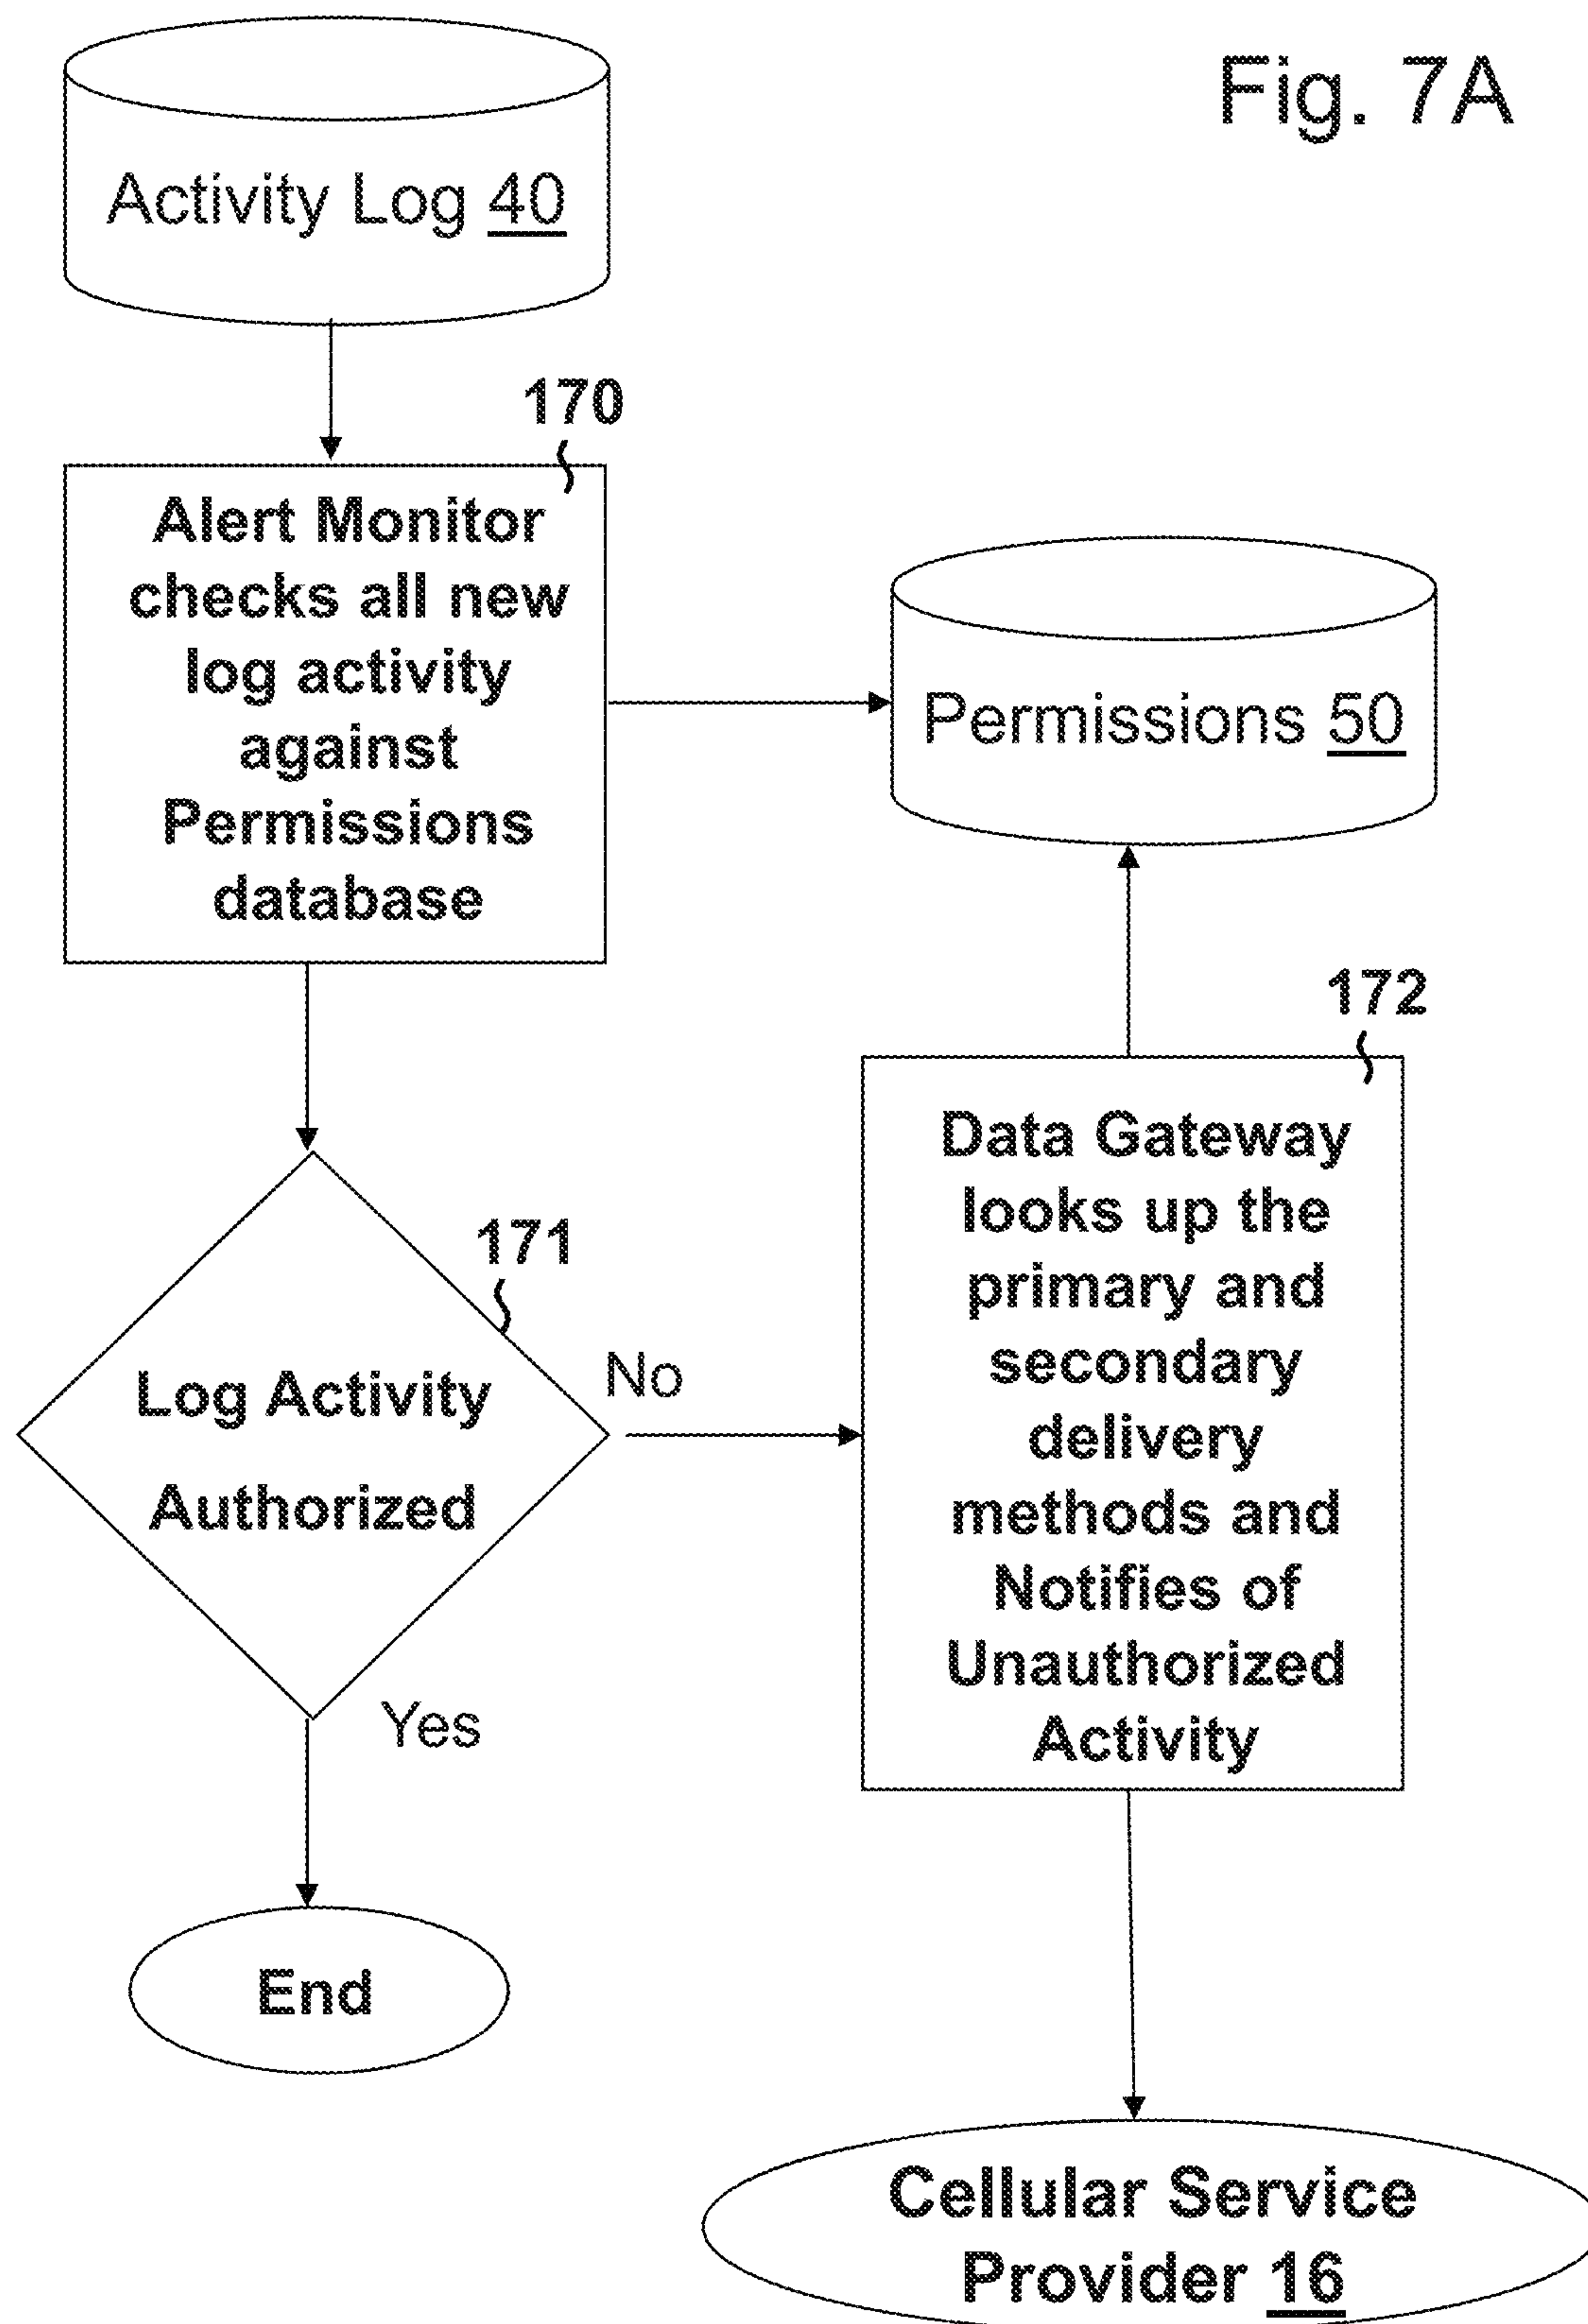 Fig. 7A
Activity Log 40
170
Alert Monitor
checks all new
log activity
against
Permissions
database
Permissions 50
171
Log Activity
Authorized
No
Yes
End
172
Data Gateway
looks up the
primary and
secondary
delivery
methods and
Notifies of
Unauthorized
Activity
Cellular Service
Provider 16